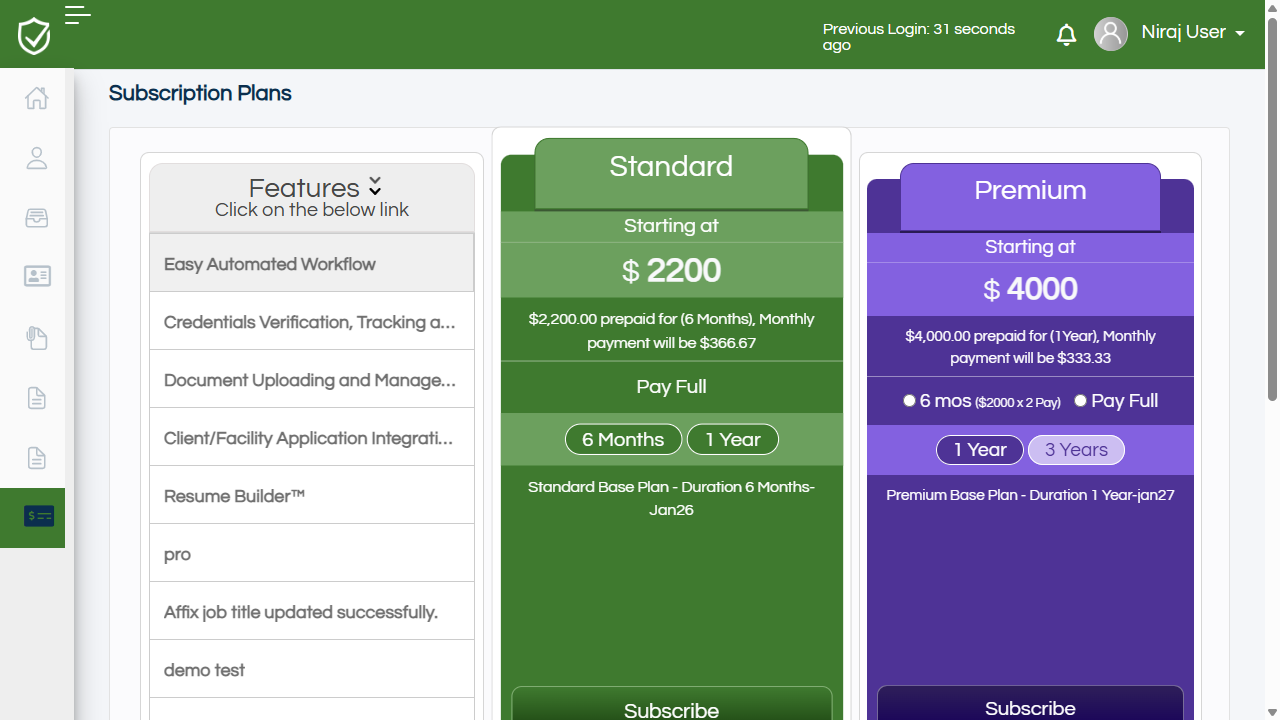 Previous Login: 31 seconds
ago
Niraj User
Subscription Plans
Features
Click on the below link
Easy Automated Workflow
Credentials Verification, Tracking a...
Document Uploading and Manage...
Client/Facility Application Integrati...
Resume Builder™
pro
Affix job title updated successfully.
demo test
Standard
Starting at
$ 2200
$2,200.00 prepaid for (6 Months), Monthly
payment will be $366.67
Pay Full
6 Months 1 Year
Standard Base Plan - Duration 6 Months-
Jan26
Subscribe
Premium
Starting at
$ 4000
$4,000.00 prepaid for (1Year), Monthly
payment will be $333.33
6 mos ($2000 x 2 Pay) Pay Full
1 Year 3 Years
Premium Base Plan - Duration 1 Year-jan27
Subscribe